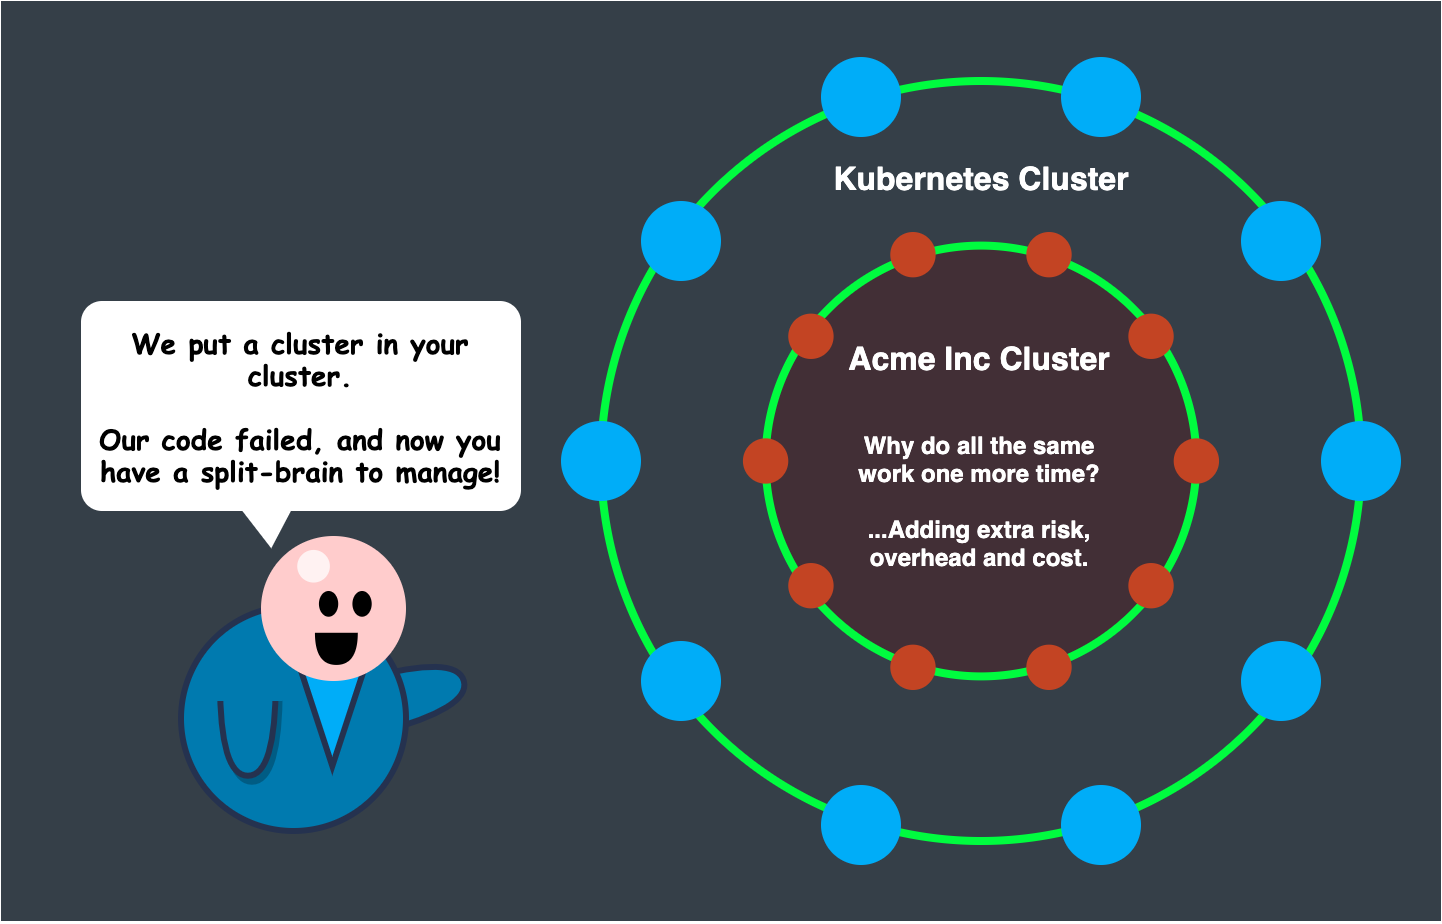 We put a cluster in your
cluster.
Our code failed, and now you
have a split-brain to manage!
Kubernetes Cluster
Acme Inc Cluster
Why do all the same
work one more time?
...Adding extra risk,
overhead and cost.